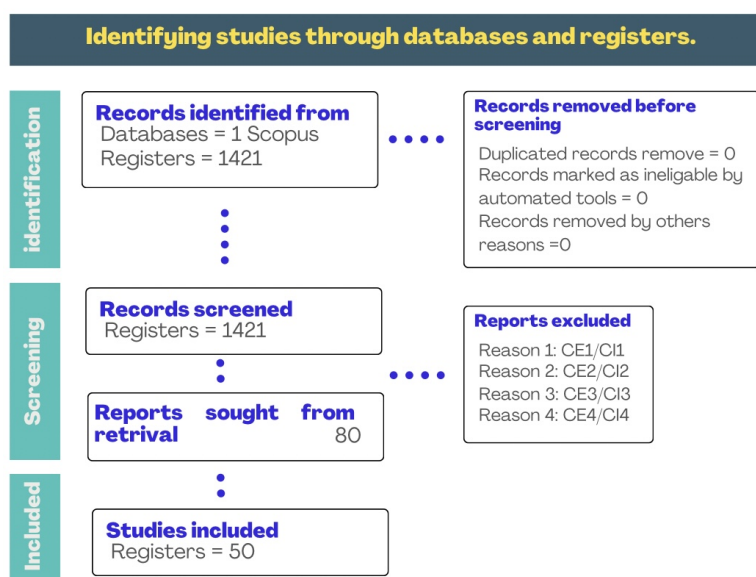 Identifying studies through databases and registers.
identification
Records identified from
Databases = 1 Scopus
Registers = 1421
Records removed before
screening
Duplicated records remove = 0
Records marked as ineligable by
automated tools = 0
Records removed by others
reasons =0
Screening
Records screened
Registers = 1421
Reports sought from
retrival 80
Reports excluded
Reason 1: CE1/CI1
Reason 2: CE2/CI2
Reason 3: CE3/CI3
Reason 4: CE4/CI4
Included
Studies included
Registers = 50